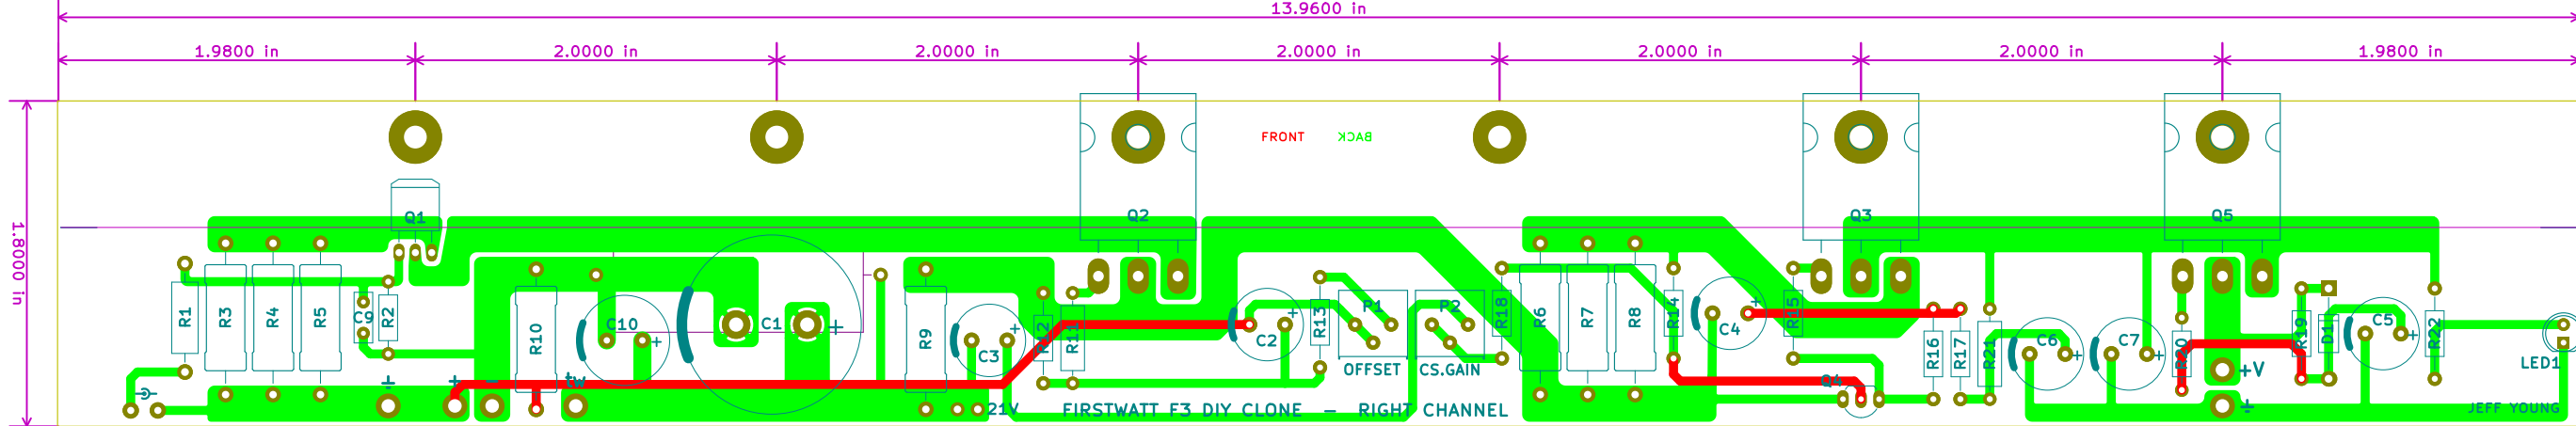 13.9600 in
1.9800 in 2.0000 in 2.0000 in 2.0000 in 2.0000 in 2.0000 in 1.9800 in
1.8000 in
FRONT BACK
Q1 Q2 Q3 Q5
R1 R3 R4 R5 C9 R2 R10 C10 + C1 + R9 C3 + R12 R11 C2 + R13 P1 P2 R18 R6 R7 R8 R14 C4 + R15 R16 R17 R21 C6 + C7 + R20 R19 D1 C5 + R22 LED1
OFFSET CS.GAIN
+ - tw Q4 +V
21V FIRSTWATT F3 DIY CLONE — RIGHT CHANNEL JEFF YOUNG